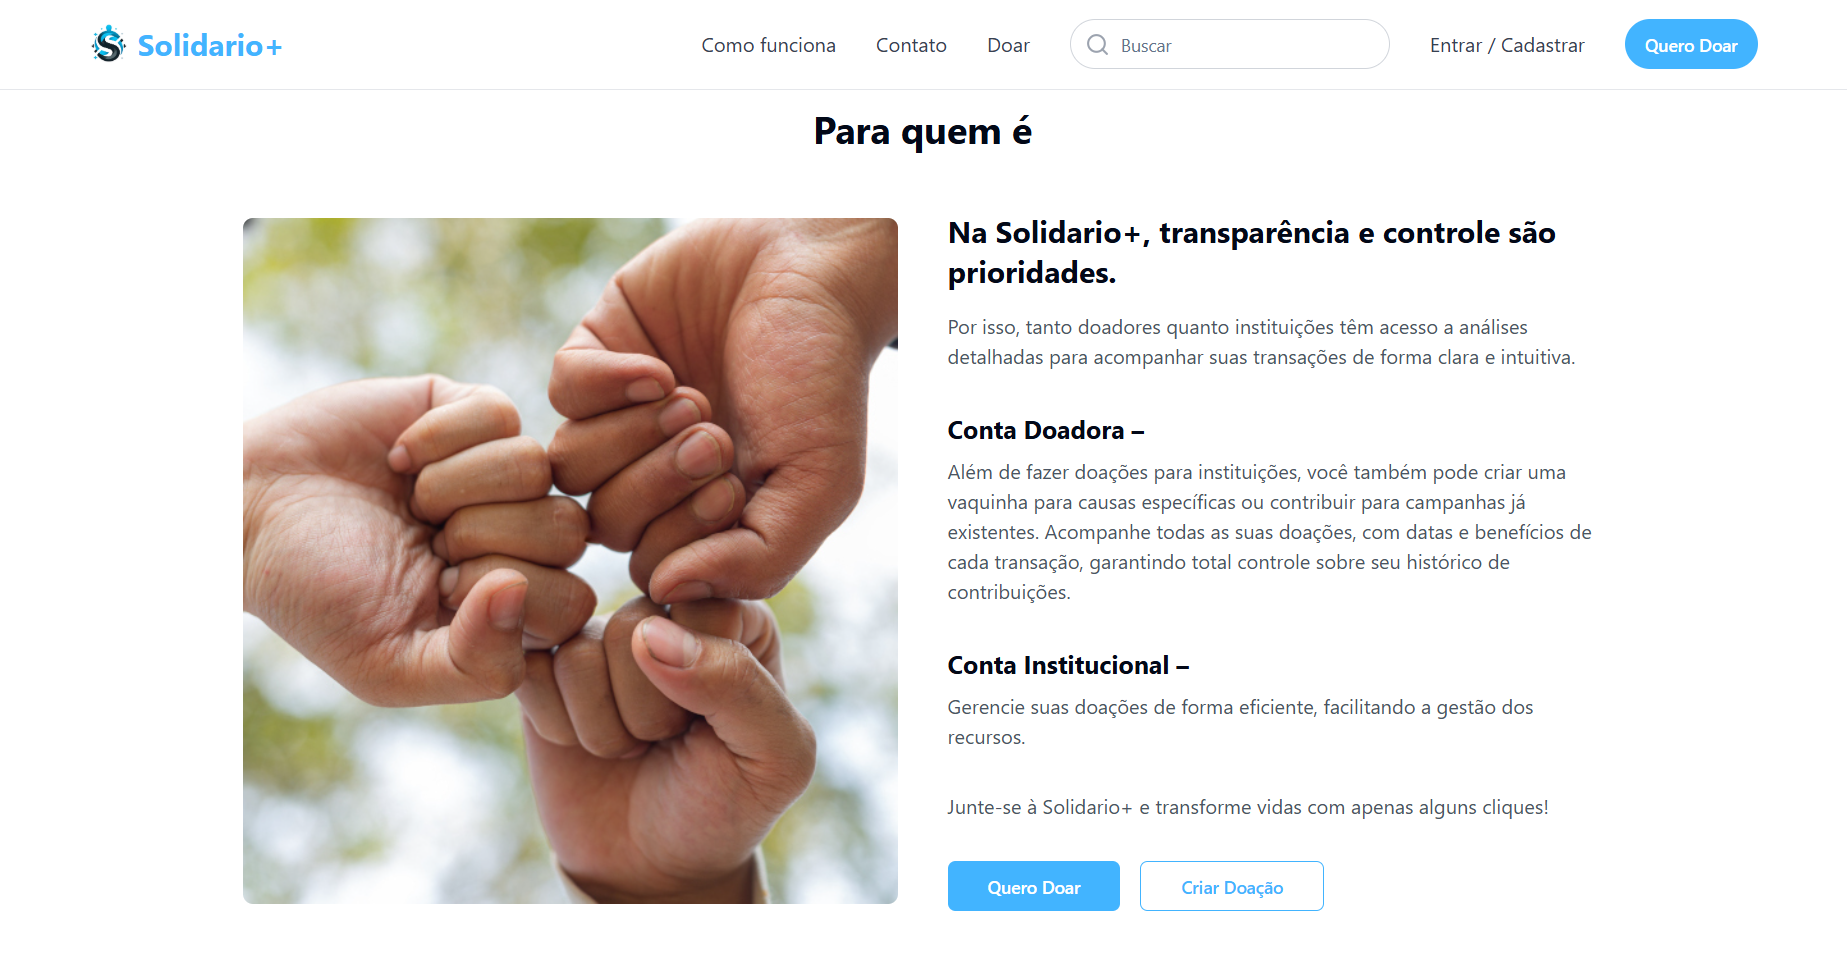 Solidario+
Como funciona
Contato
Doar
Buscar
Entrar / Cadastrar
Quero Doar
Para quem é
Na Solidario+, transparência e controle são
prioridades.
Por isso, tanto doadores quanto instituições têm acesso a análises
detalhadas para acompanhar suas transações de forma clara e intuitiva.
Conta Doadora –
Além de fazer doações para instituições, você também pode criar uma
vaquinha para causas específicas ou contribuir para campanhas já
existentes. Acompanhe todas as suas doações, com datas e benefícios de
cada transação, garantindo total controle sobre seu histórico de
contribuições.
Conta Institucional –
Gerencie suas doações de forma eficiente, facilitando a gestão dos
recursos.
Junte-se à Solidario+ e transforme vidas com apenas alguns cliques!
Quero Doar
Criar Doação